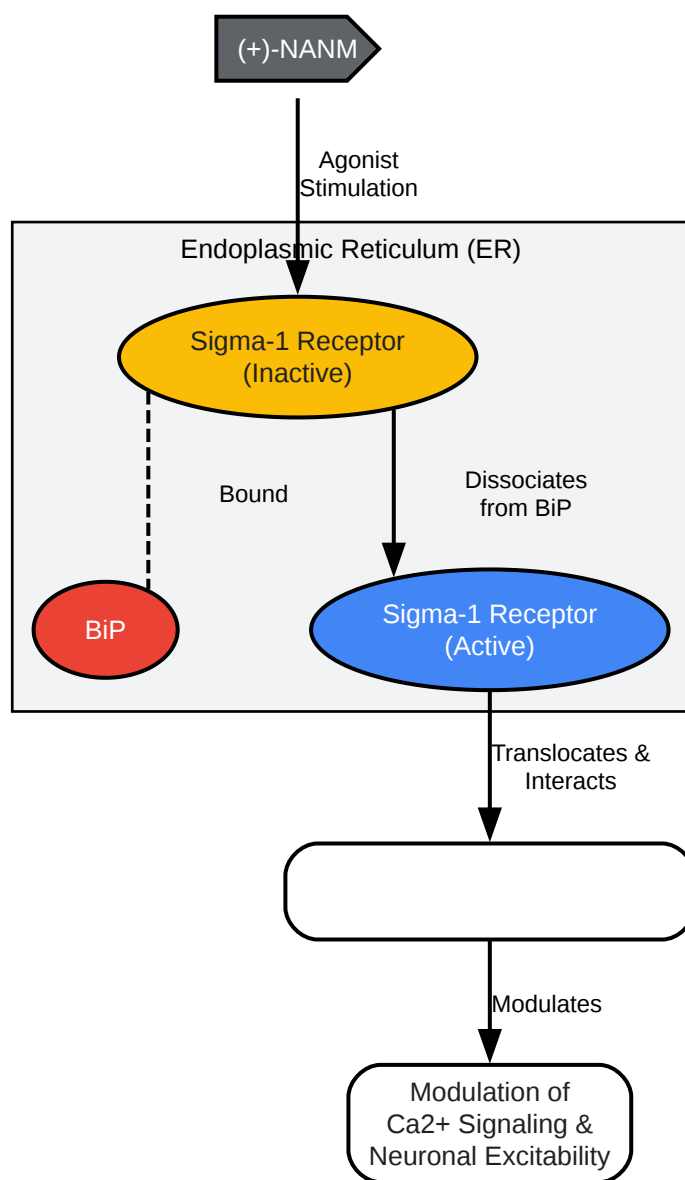 (+)-NANM
Agonist
Stimulation
Endoplasmic Reticulum (ER)
Sigma-1 Receptor
(Inactive)
Bound
Dissociates
from BiP
BiP
Sigma-1 Receptor
(Active)
Translocates &
Interacts
Modulates
Modulation of
Ca2+ Signaling &
Neuronal Excitability